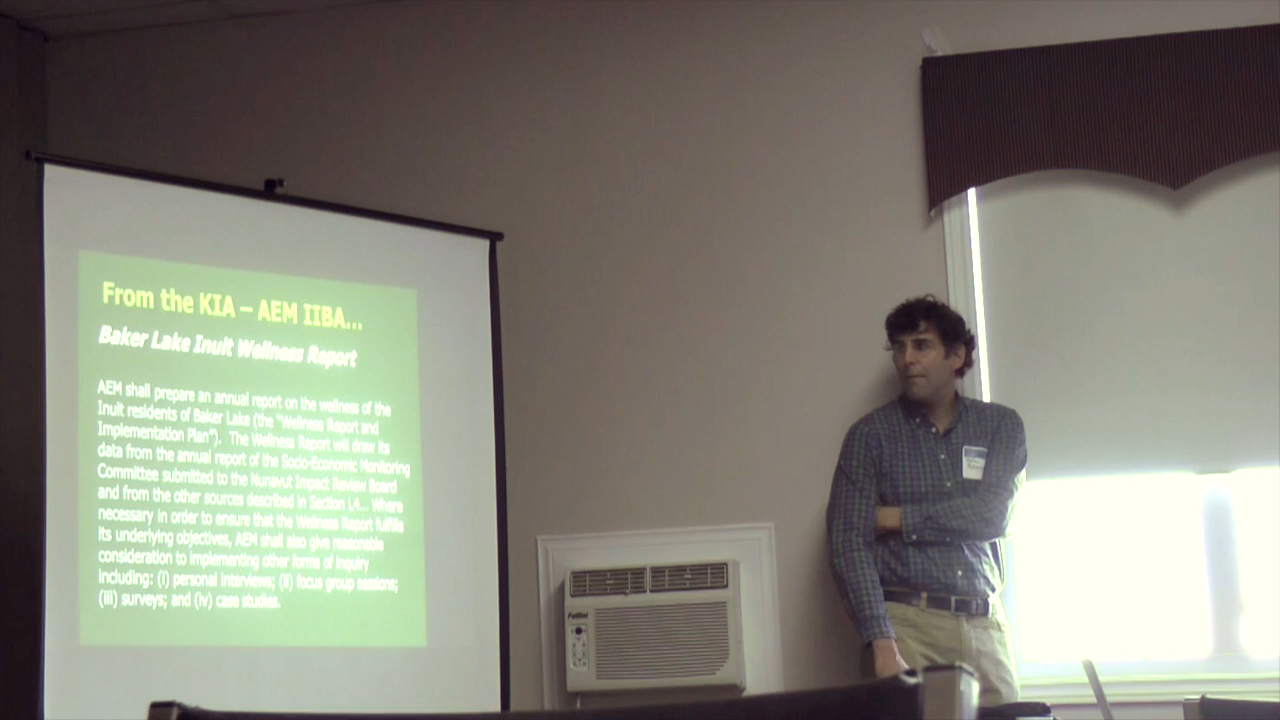 From the KIA – AEM IIBA...
Baker Lake Inuit Wellness Report
AEM shall prepare an annual report on the wellness of the
Inuit residents of Baker Lake (the "Wellness Report and
Implementation Plan"). The Wellness Report will draw its
data from the annual report of the Socio-Economic Monitoring
Committee submitted to the Nunavut Impact Review Board
and from the other sources described in Section I.4... Where
necessary in order to ensure that the Wellness Report fulfills
its underlying objectives, AEM shall also give reasonable
consideration to implementing other forms of inquiry
including: (i) personal interviews; (ii) focus group sessions;
(iii) surveys; and (iv) case studies.